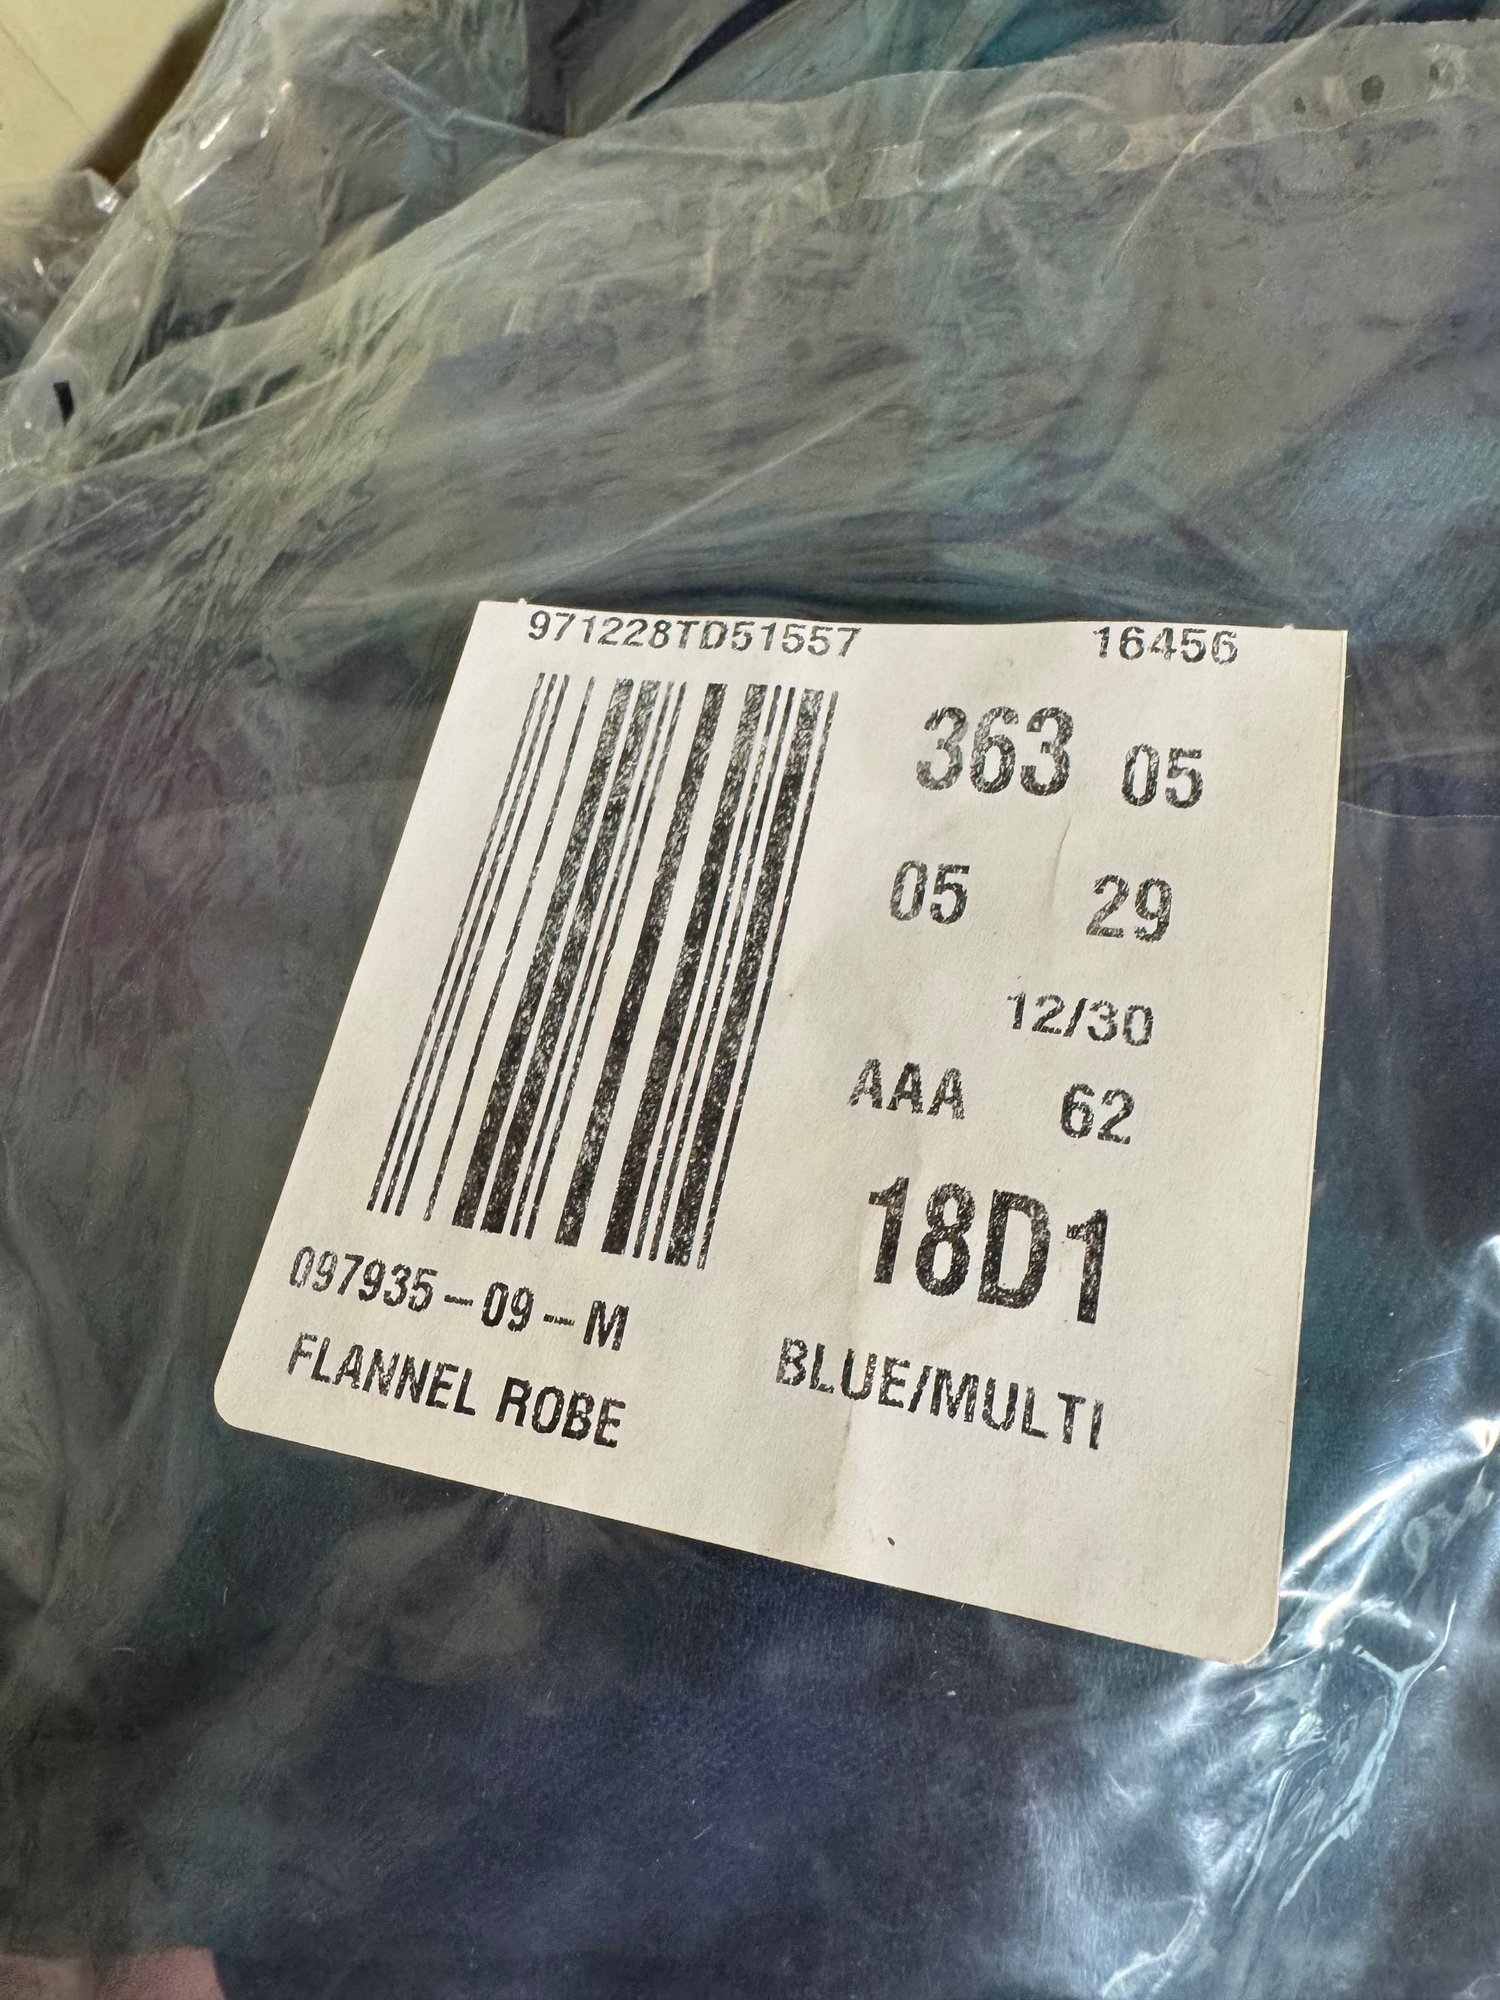 971228TD51557 16456
363 05
05 29
12/30
AAA 62
18D1
097935-09-M
FLANNEL ROBE BLUE/MULTI